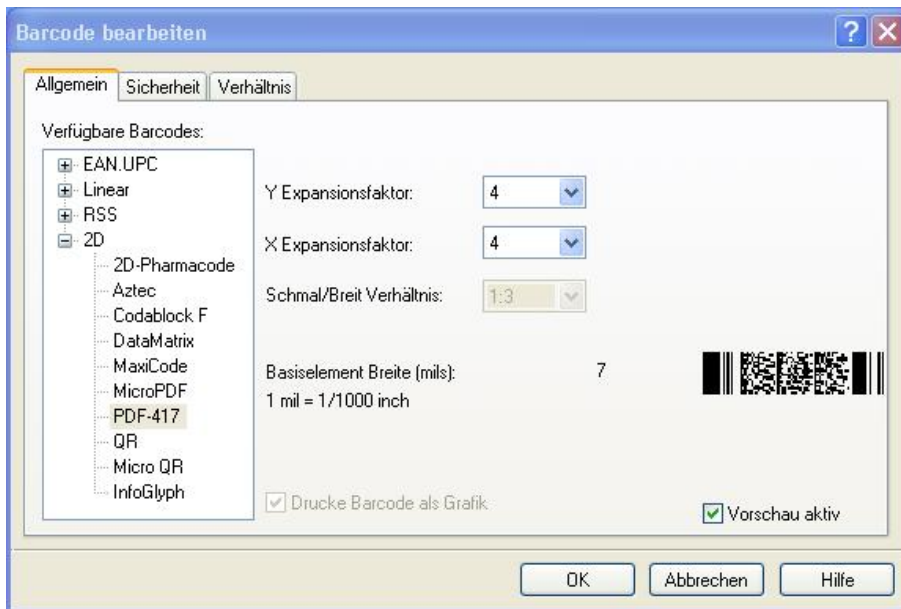 Barcode bearbeiten
Allgemein Sicherheit Verhältnis
Verfügbare Barcodes:
EAN.UPC
Linear
RSS
2D
2D-Pharmacode
Aztec
Codablock F
DataMatrix
MaxiCode
MicroPDF
PDF-417
QR
Micro QR
InfoGlyph
Y Expansionsfaktor: 4
X Expansionsfaktor: 4
Schmal/Breit Verhältnis: 1:3
Basiselement Breite (mils): 7
1 mil = 1/1000 inch
Drucke Barcode als Grafik
Vorschau aktiv
OK Abbrechen Hilfe